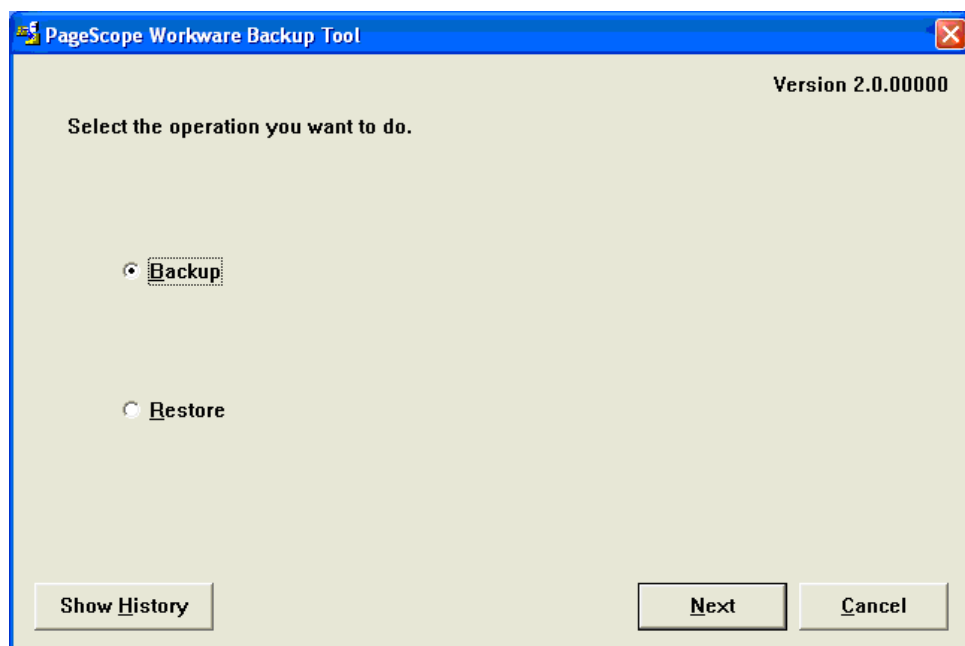 PageScope Workware Backup Tool
Version 2.0.00000
Select the operation you want to do.
Backup
Restore
Show History
Next
Cancel